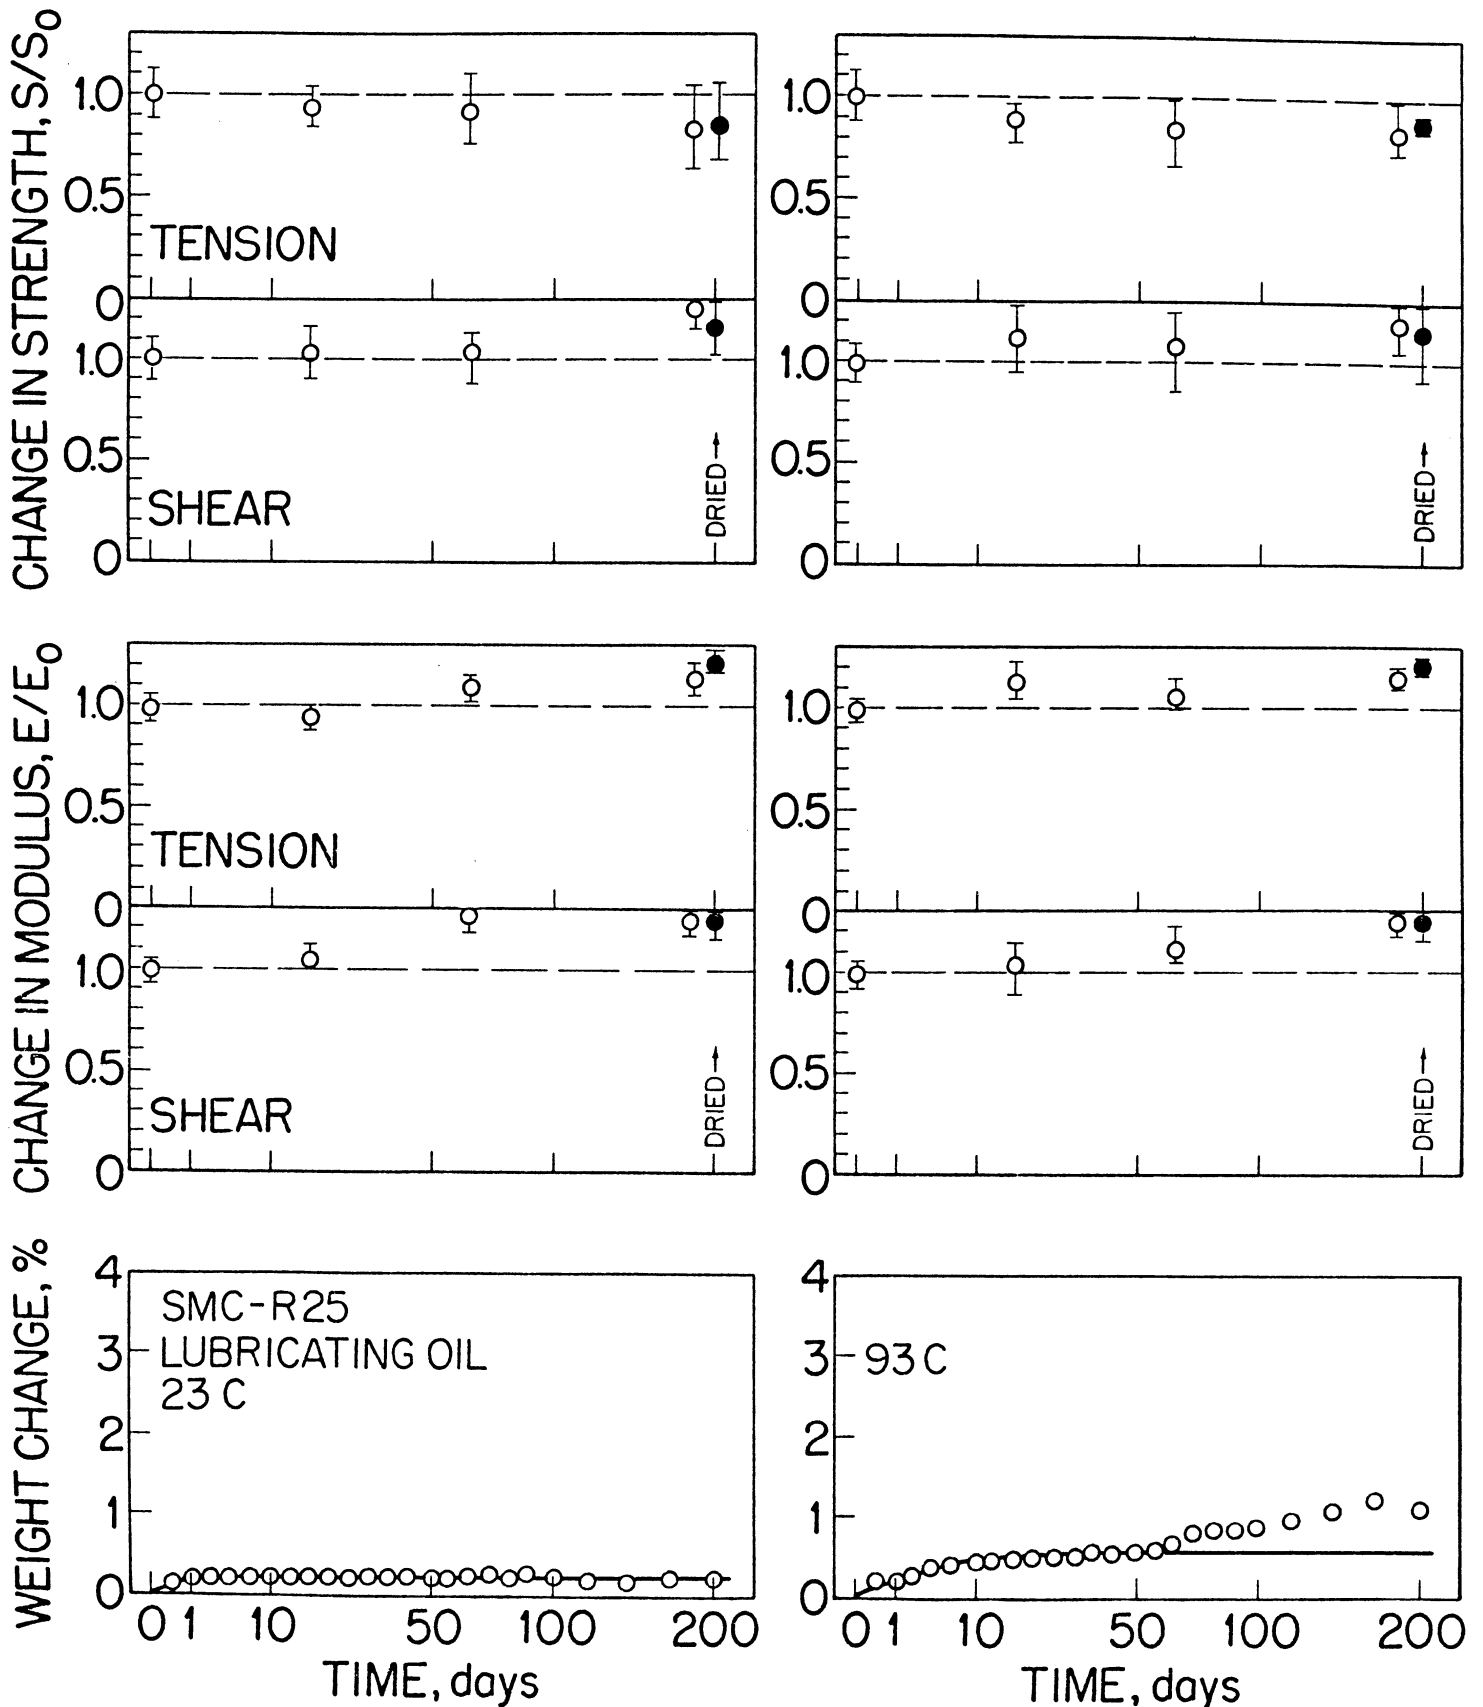 CHANGE IN STRENGTH, S/S₀
1.0
0.5
TENSION
0
1.0
0.5
SHEAR
DRIED
0
1.0
0.5
0
1.0
0.5
DRIED
0
CHANGE IN MODULUS, E/E₀
1.0
0.5
TENSION
0
1.0
0.5
SHEAR
DRIED
0
1.0
0.5
0
1.0
0.5
DRIED
0
WEIGHT CHANGE, %
4
3
2
1
0
SMC-R25
LUBRICATING OIL
23 C
0 1 10 50 100 200
TIME, days
4
3
2
1
0
93 C
0 1 10 50 100 200
TIME, days